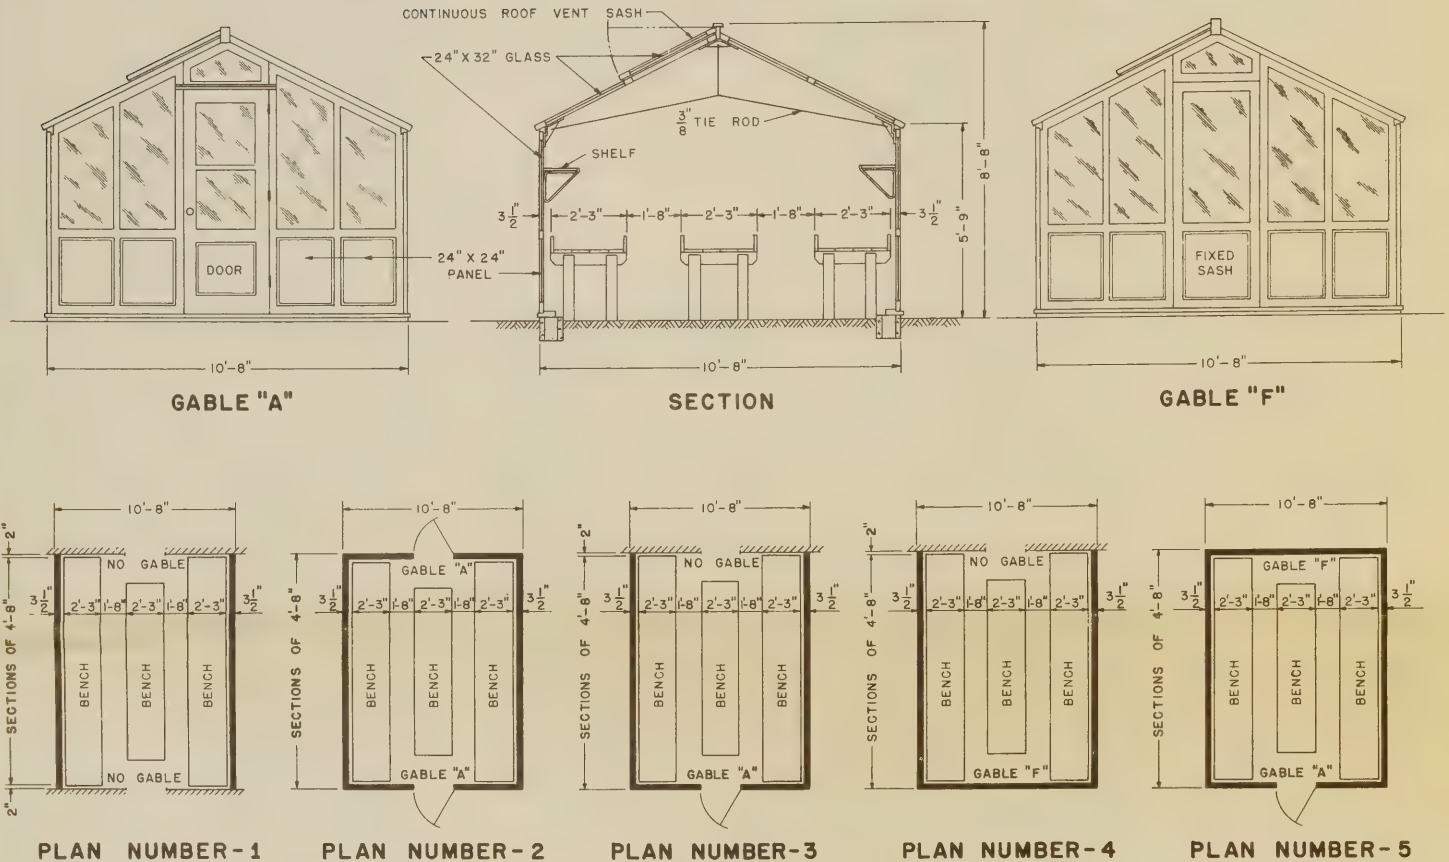 CONTINUOUS ROOF VENT SASH
24" X 32" GLASS
3/8 TIE ROD
SHELF
3 1/2" 2'-3" 1'-8" 2'-3" 1'-8" 2'-3" 3 1/2"
5'-9"
8'-8"
DOOR
24" X 24"
PANEL
FIXED
SASH
10'-8"
10'-8"
10'-8"
GABLE "A"
SECTION
GABLE "F"
10'-8"
2"
NO GABLE
3 1/2" 2'-3" 1'-8" 2'-3" 1'-8" 2'-3" 3 1/2"
SECTIONS OF 4'-8"
BENCH
BENCH
BENCH
NO GABLE
2"
PLAN NUMBER-1
10'-8"
GABLE "A"
2'-3" 1'-8" 2'-3" 1'-8" 2'-3" 3 1/2"
SECTIONS OF 4'-8"
BENCH
BENCH
BENCH
GABLE "A"
PLAN NUMBER-2
10'-8"
2"
NO GABLE
3 1/2" 2'-3" 1'-8" 2'-3" 1'-8" 2'-3" 3 1/2"
SECTIONS OF 4'-8"
BENCH
BENCH
BENCH
GABLE "A"
PLAN NUMBER-3
10'-8"
2"
NO GABLE
2'-3" 1'-8" 2'-3" 1'-8" 2'-3" 3 1/2"
SECTIONS OF 4'-8"
BENCH
BENCH
BENCH
GABLE "F"
PLAN NUMBER-4
10'-8"
GABLE "F"
3 1/2" 2'-3" 1'-8" 2'-3" 1'-8" 2'-3" 3 1/2"
SECTIONS OF 4'-8"
BENCH
BENCH
BENCH
GABLE "A"
PLAN NUMBER-5